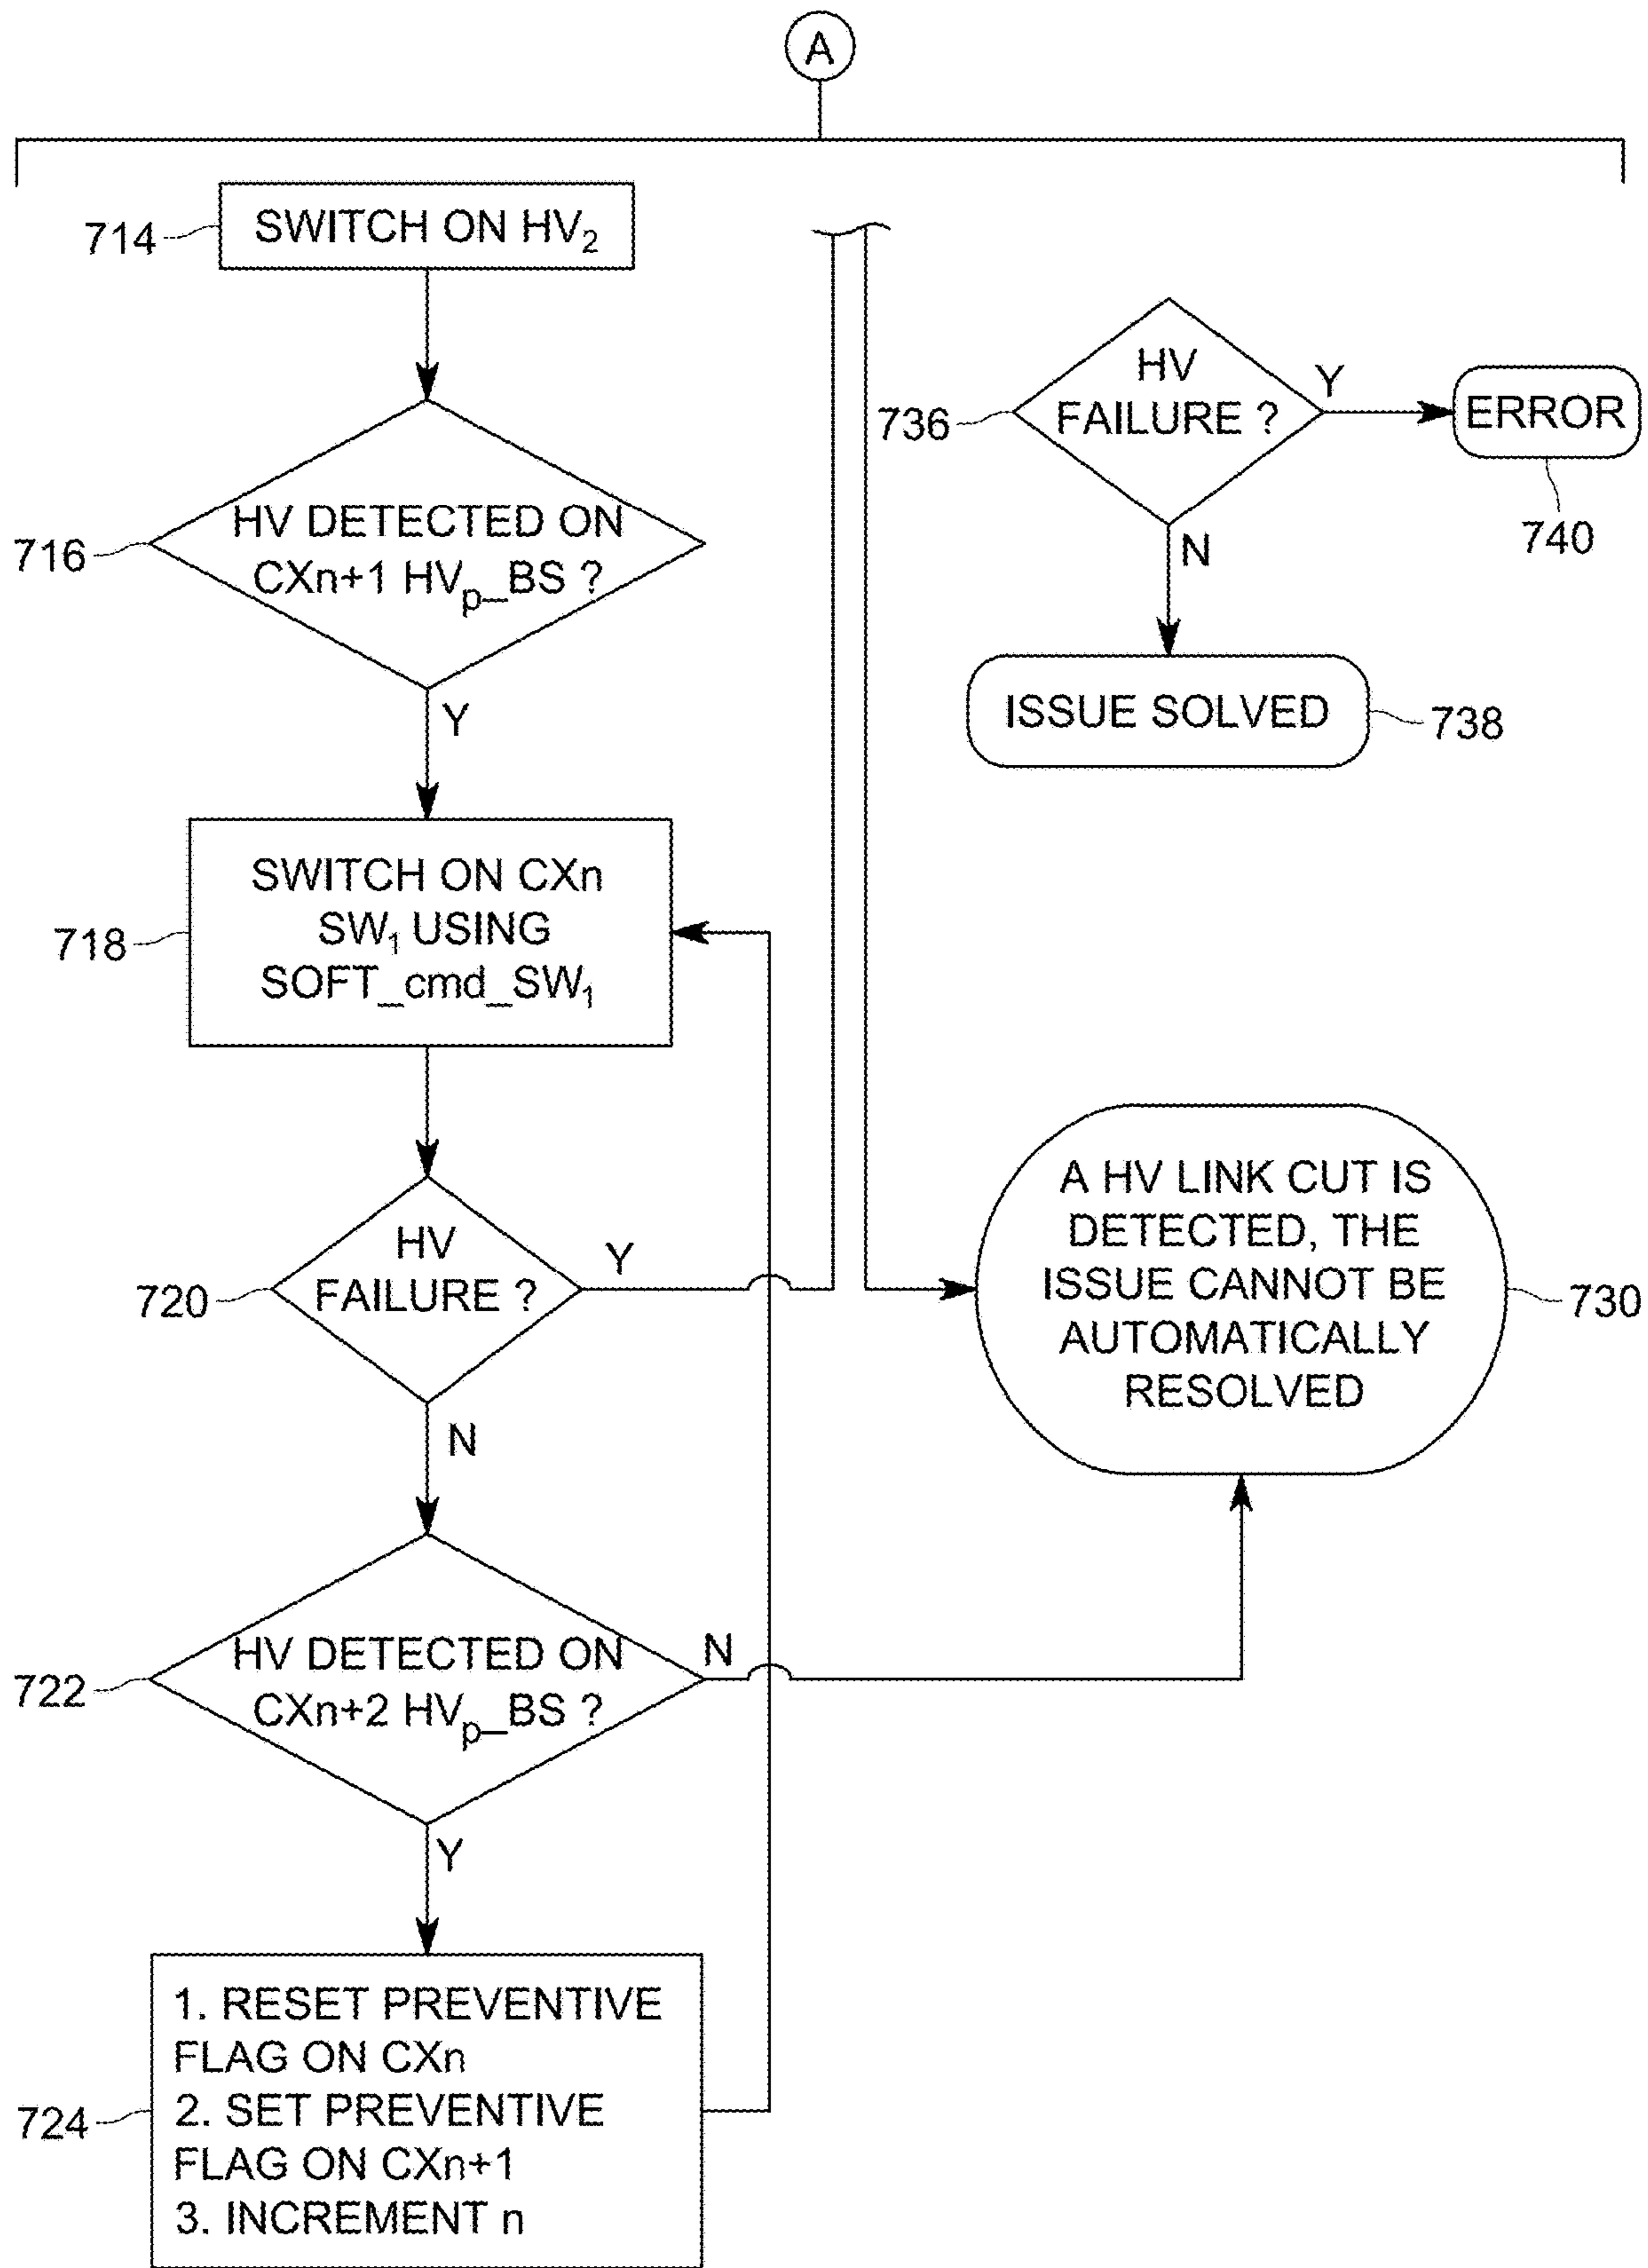 A
714
SWITCH ON HV₂
716
HV DETECTED ON
CXn+1 HVₚ_BS ?
Y
718
SWITCH ON CXn
SW₁ USING
SOFT_cmd_SW₁
720
HV
FAILURE ?
Y
N
722
HV DETECTED ON
CXn+2 HVₚ_BS ?
N
Y
724
1. RESET PREVENTIVE
FLAG ON CXn
2. SET PREVENTIVE
FLAG ON CXn+1
3. INCREMENT n
736
HV
FAILURE ?
Y
ERROR
740
N
ISSUE SOLVED
738
A HV LINK CUT IS
DETECTED, THE
ISSUE CANNOT BE
AUTOMATICALLY
RESOLVED
730